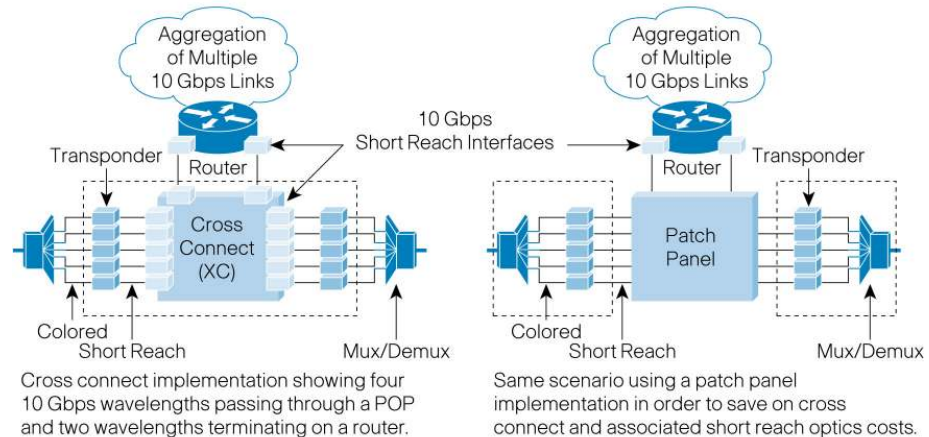 Aggregation
of Multiple
10 Gbps Links
Transponder
Router
10 Gbps
Short Reach Interfaces
Cross
Connect
(XC)
Colored
Short Reach
Mux/Demux
Cross connect implementation showing four
10 Gbps wavelengths passing through a POP
and two wavelengths terminating on a router.
Aggregation
of Multiple
10 Gbps Links
Router
Transponder
Patch
Panel
Colored
Short Reach
Mux/Demux
Same scenario using a patch panel
implementation in order to save on cross
connect and associated short reach optics costs.